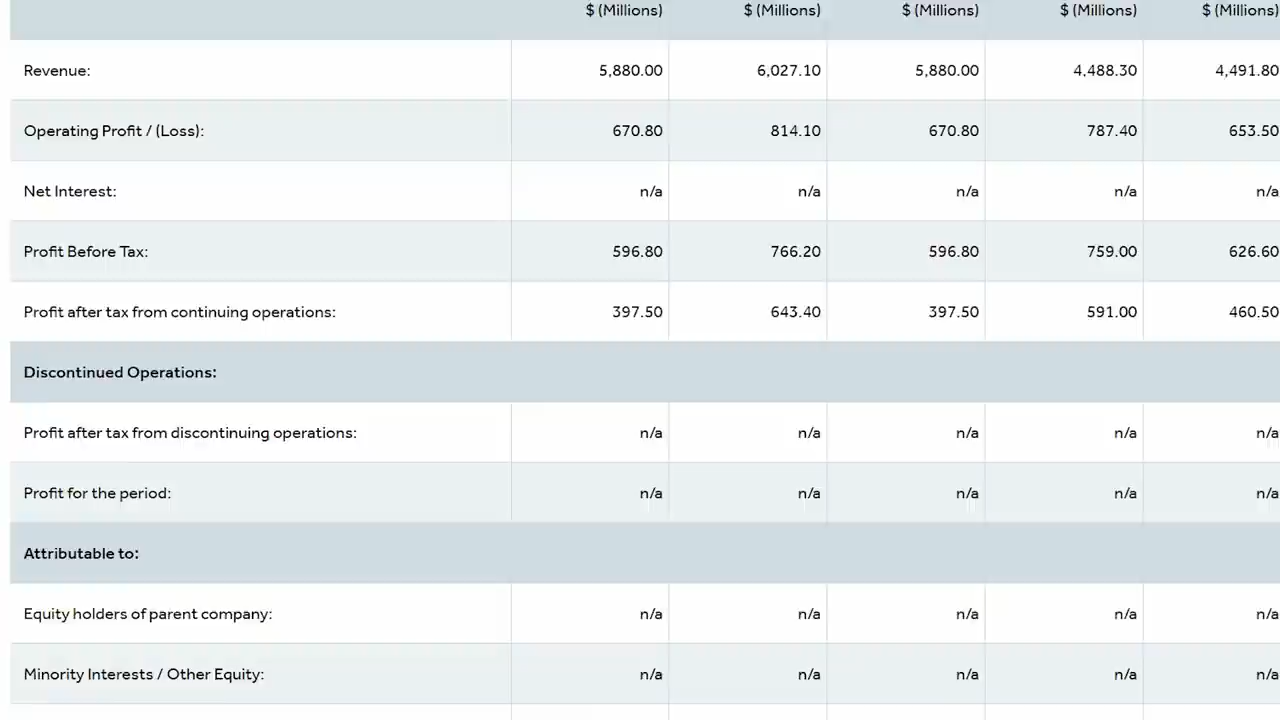 $ (Millions) $ (Millions) $ (Millions) $ (Millions) $ (Millions)
Revenue: 5,880.00 6,027.10 5,880.00 4,488.30 4,491.80
Operating Profit / (Loss): 670.80 814.10 670.80 787.40 653.50
Net Interest: n/a n/a n/a n/a n/a
Profit Before Tax: 596.80 766.20 596.80 759.00 626.60
Profit after tax from continuing operations: 397.50 643.40 397.50 591.00 460.50
Discontinued Operations:
Profit after tax from discontinuing operations: n/a n/a n/a n/a n/a
Profit for the period: n/a n/a n/a n/a n/a
Attributable to:
Equity holders of parent company: n/a n/a n/a n/a n/a
Minority Interests / Other Equity: n/a n/a n/a n/a n/a